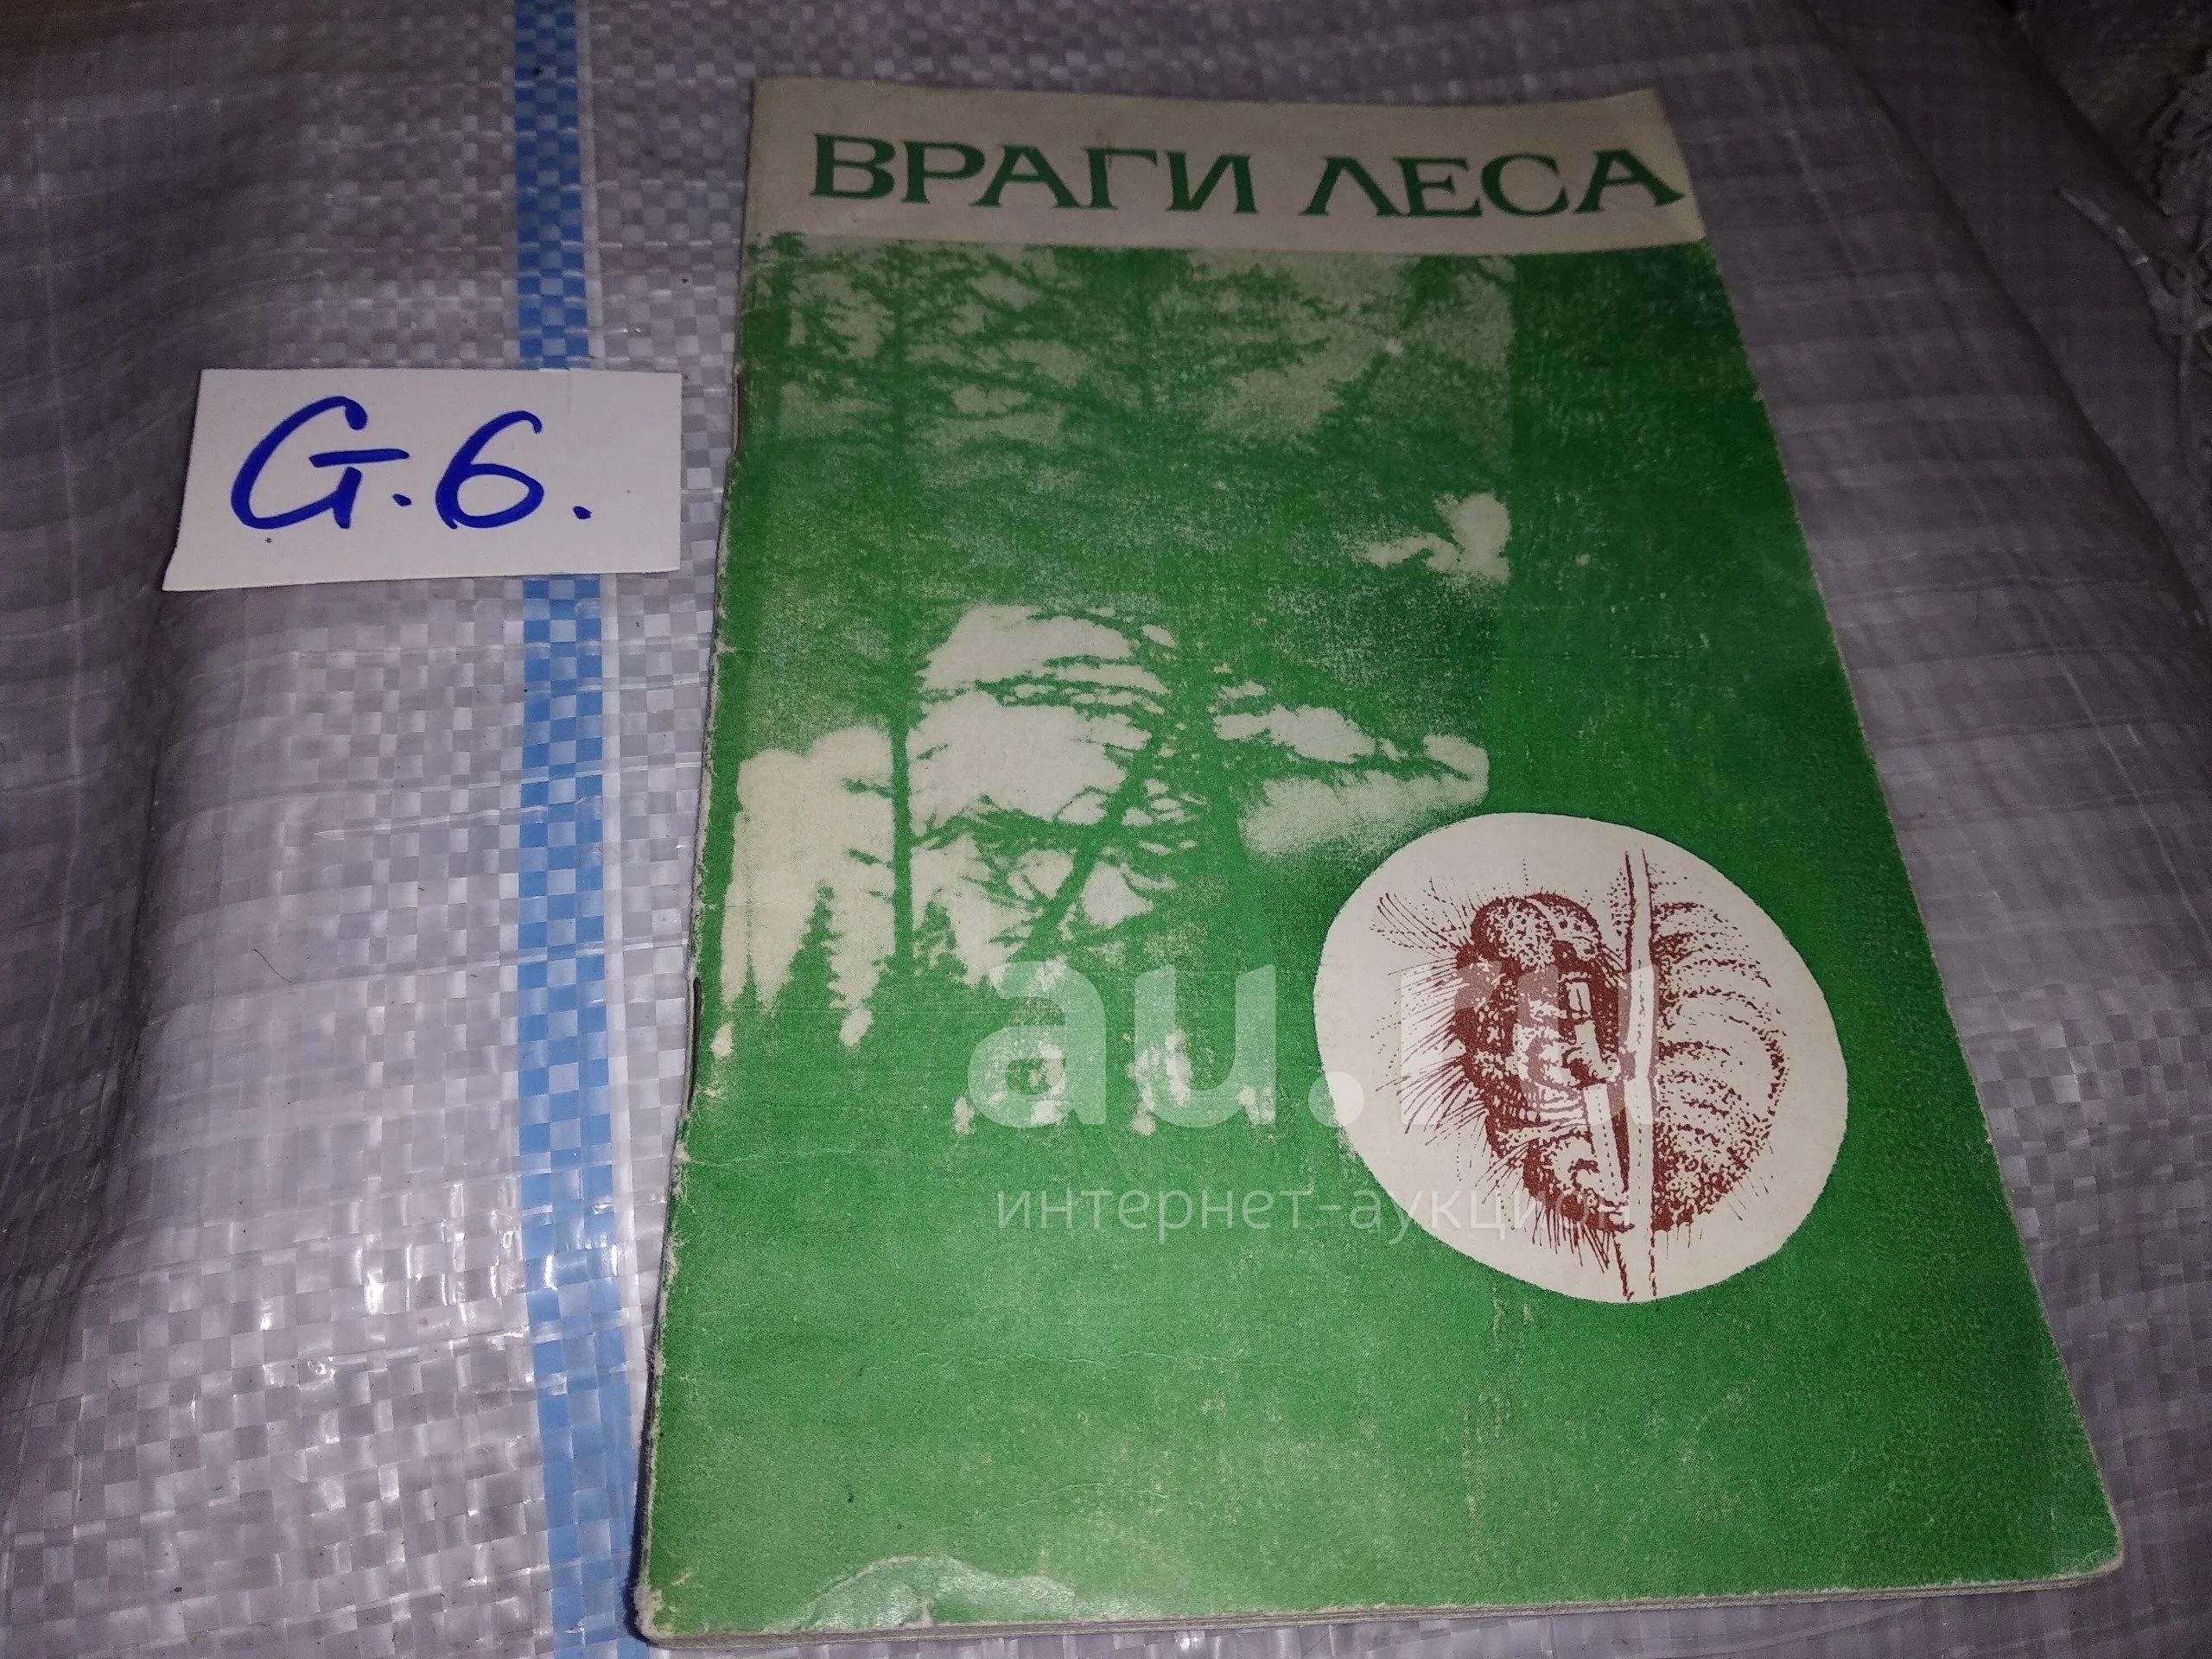 ВРАГИ ЛЕСА
G.6.
au.ru
интернет-аукцион